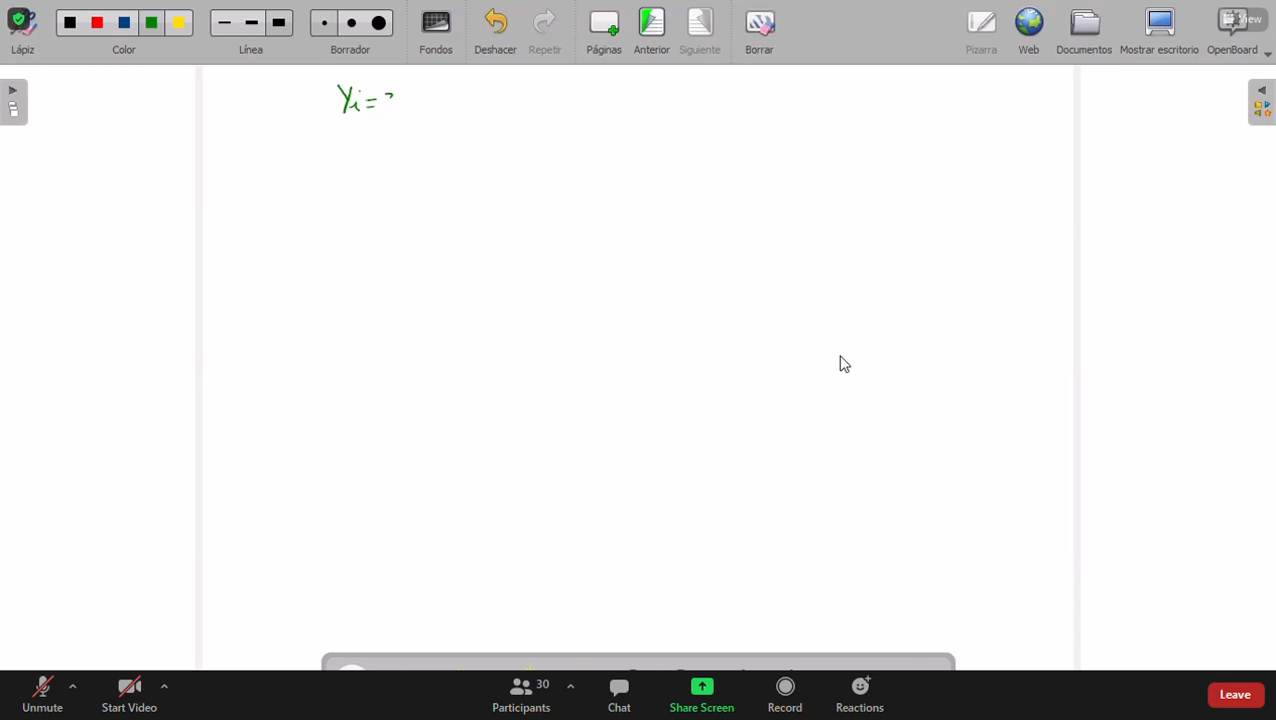 View
Lápiz Color Línea Borrador Fondos Deshacer Repetir Páginas Anterior Siguiente Borrar Pizarra Web Documentos Mostrar escritorio OpenBoard
Yi=
Unmute Start Video Participants 30 Chat Share Screen Record Reactions Leave